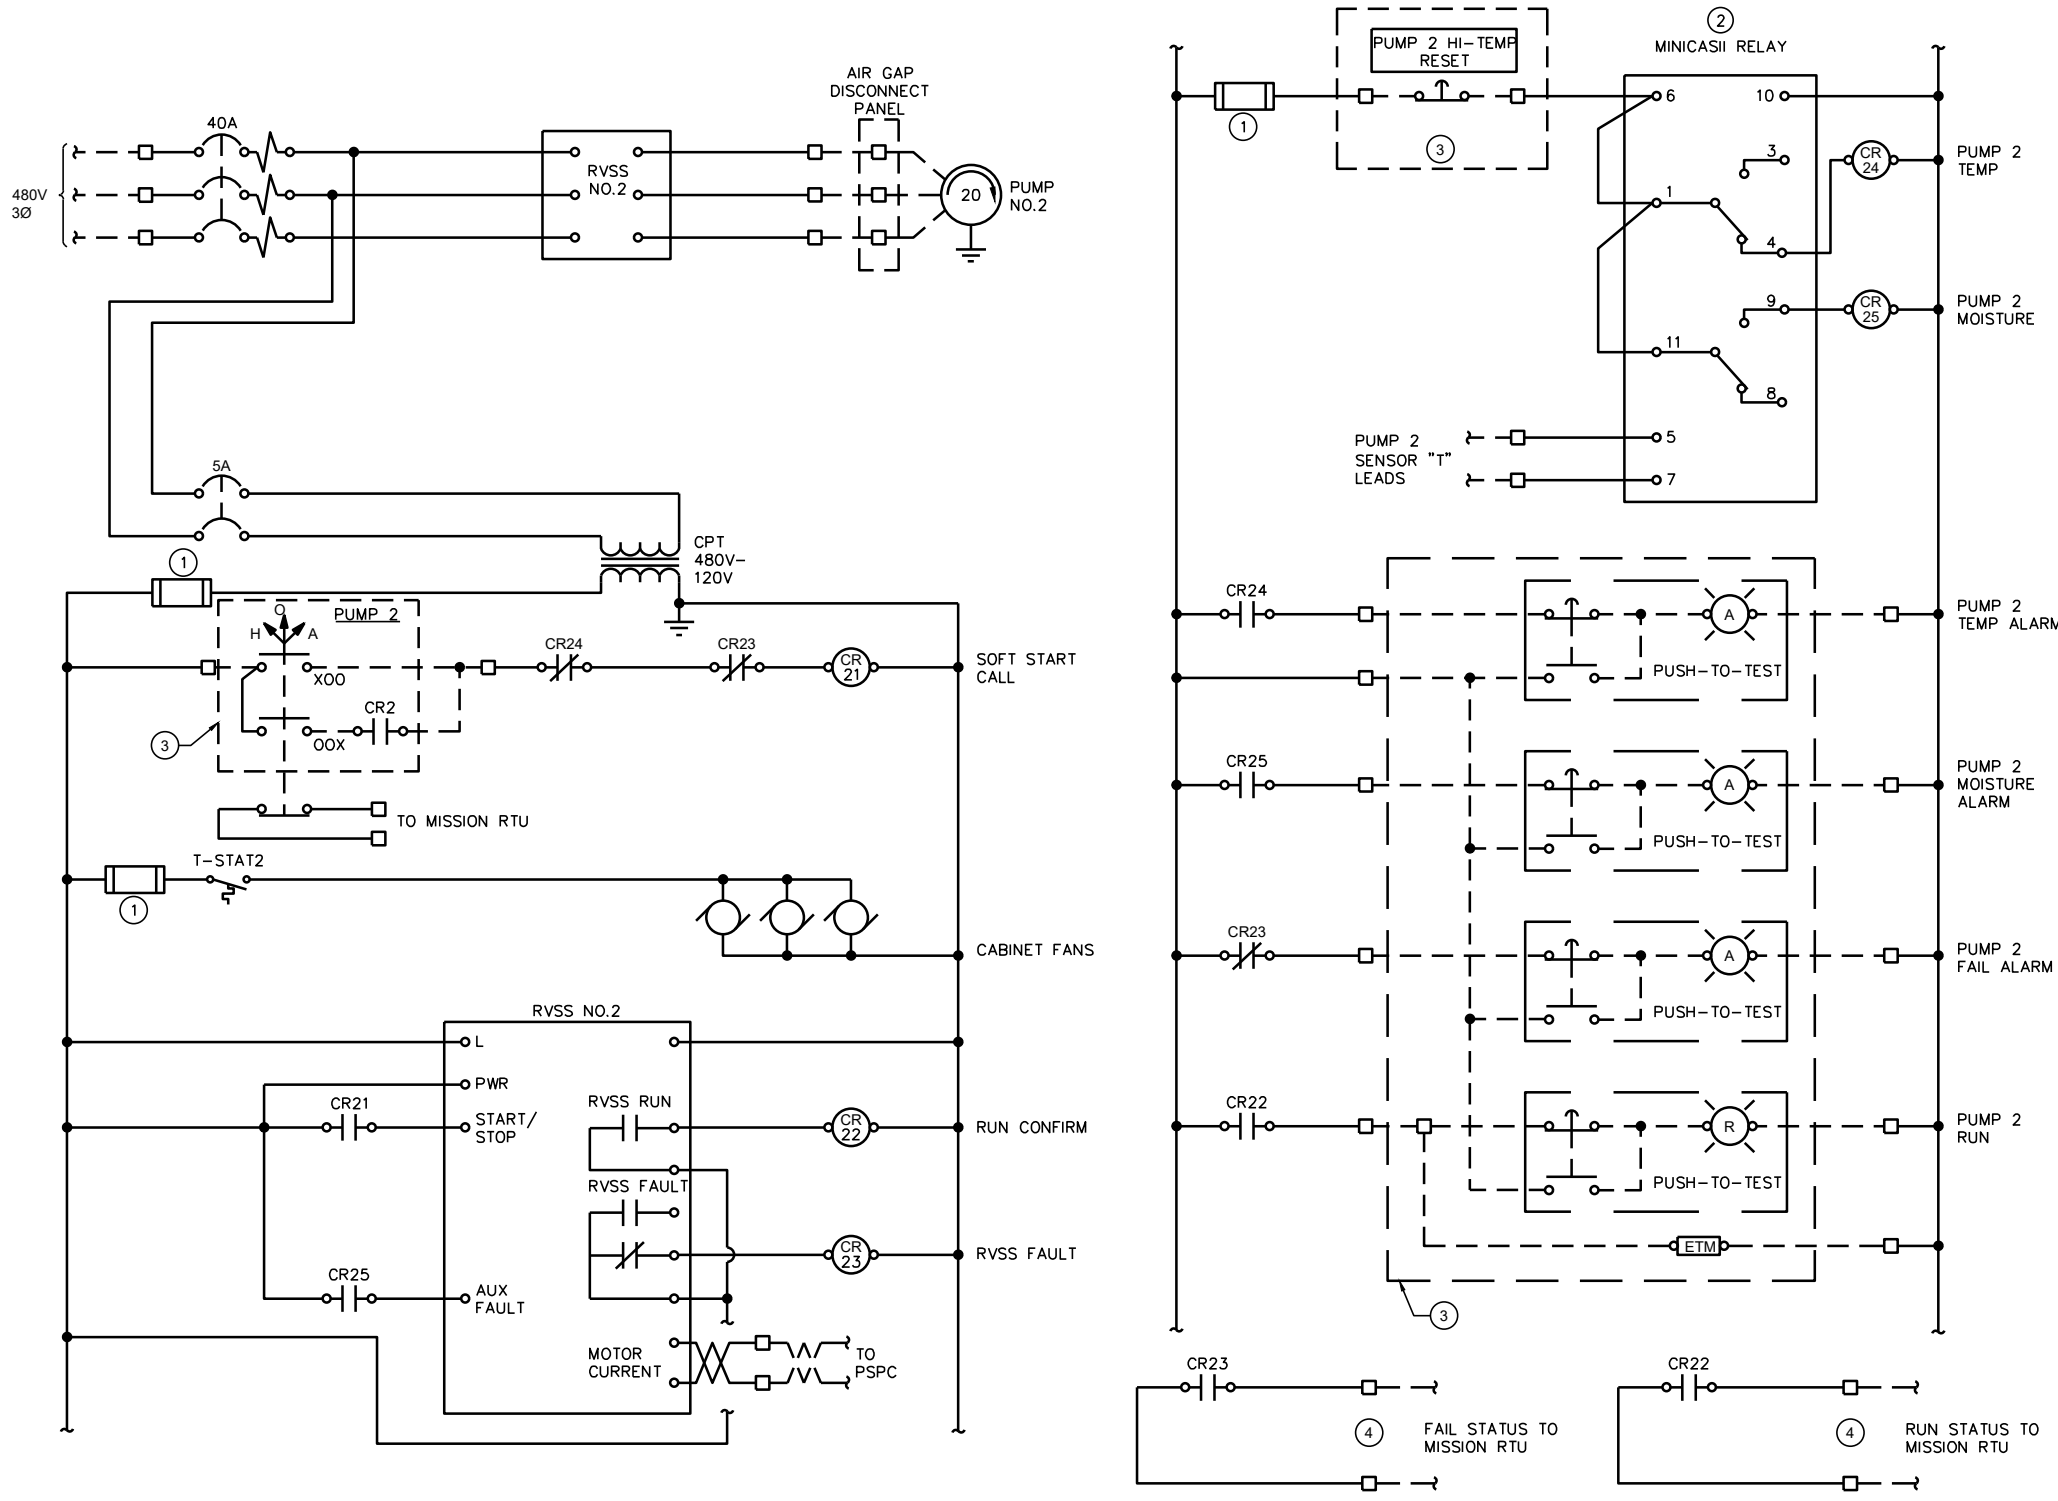 AIR GAP
DISCONNECT
PANEL
40A
480V
3Ø
RVSS
NO.2
20
PUMP
NO.2
5A
CPT
480V-
120V
1
PUMP 2
O
H
A
XOO
CR2
OOX
3
CR24
CR23
CR
21
SOFT START
CALL
TO MISSION RTU
T-STAT2
1
CABINET FANS
RVSS NO.2
L
PWR
CR21
START/
STOP
RVSS RUN
CR
22
RUN CONFIRM
RVSS FAULT
CR
23
RVSS FAULT
CR25
AUX
FAULT
MOTOR
CURRENT
TO
PSPC
PUMP 2 HI-TEMP
RESET
1
3
2
MINICASII RELAY
6
10
3
CR
24
PUMP 2
TEMP
1
4
9
CR
25
PUMP 2
MOISTURE
11
8
PUMP 2
SENSOR "T"
LEADS
5
7
CR24
A
PUSH-TO-TEST
PUMP 2
TEMP ALARM
CR25
A
PUSH-TO-TEST
PUMP 2
MOISTURE
ALARM
CR23
A
PUSH-TO-TEST
PUMP 2
FAIL ALARM
CR22
R
PUSH-TO-TEST
PUMP 2
RUN
ETM
3
CR23
4
FAIL STATUS TO
MISSION RTU
CR22
4
RUN STATUS TO
MISSION RTU